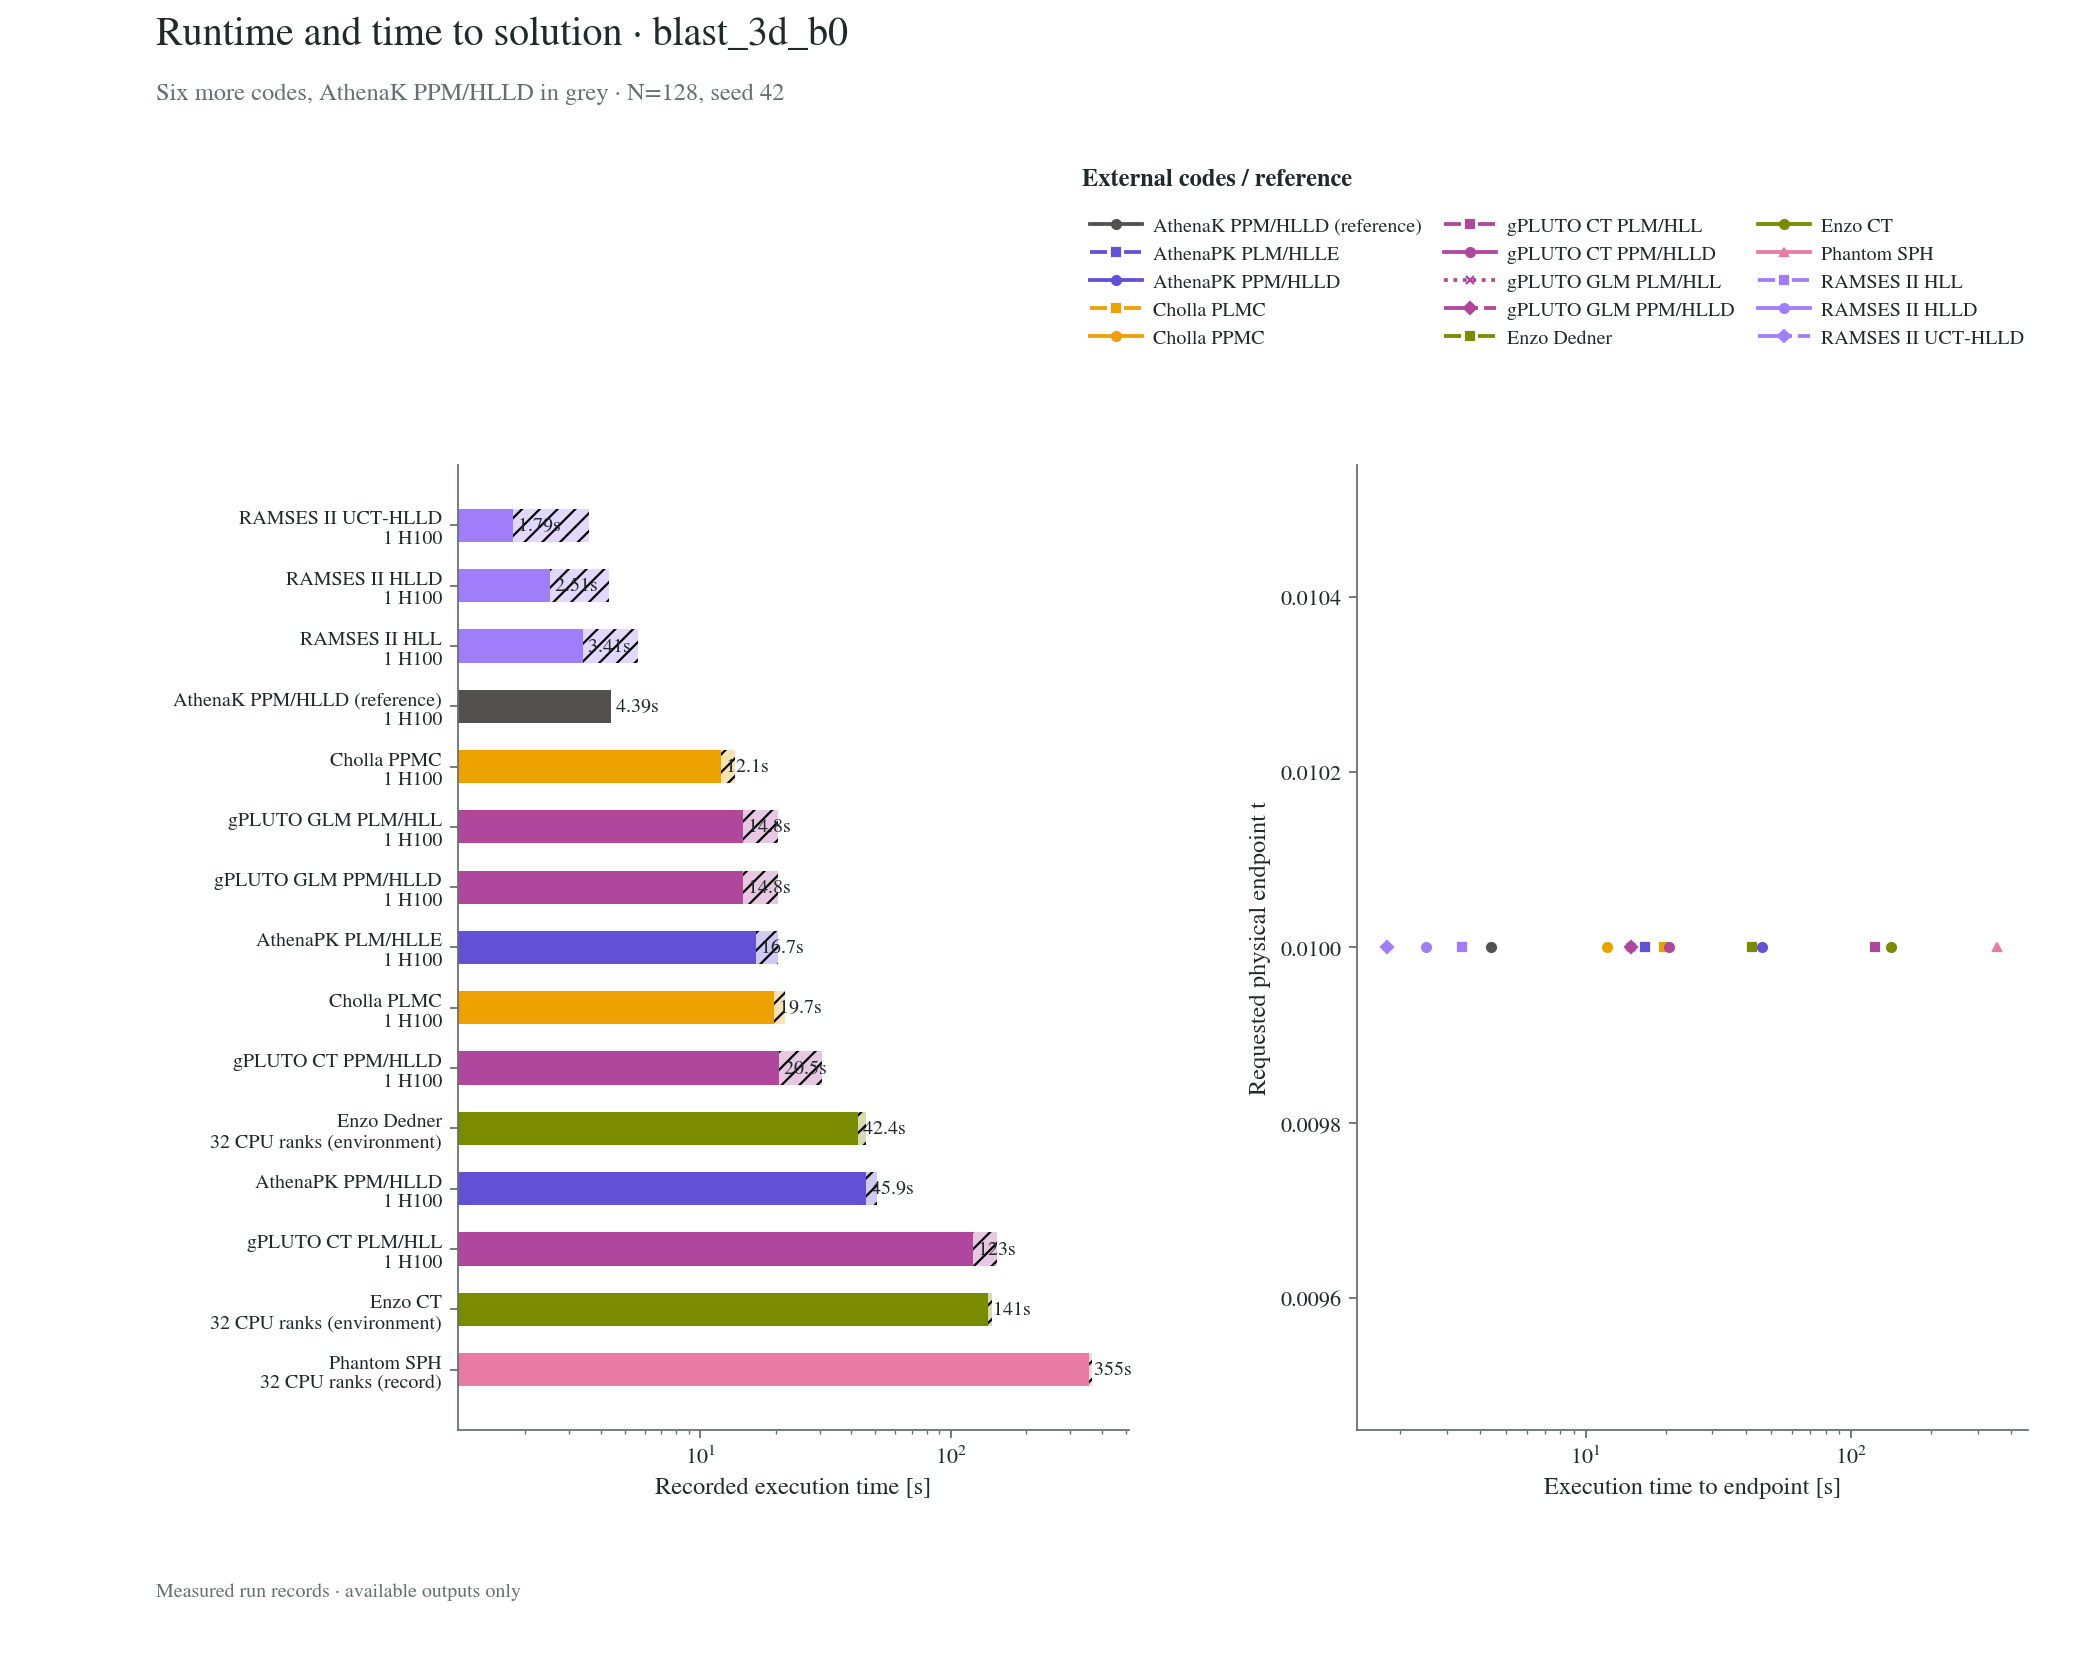 Runtime and time to solution · blast_3d_b0
Six more codes, AthenaK PPM/HLLD in grey · N=128, seed 42
External codes / reference
AthenaK PPM/HLLD (reference)
AthenaPK PLM/HLLE
AthenaPK PPM/HLLD
Cholla PLMC
Cholla PPMC
gPLUTO CT PLM/HLL
gPLUTO CT PPM/HLLD
gPLUTO GLM PLM/HLL
gPLUTO GLM PPM/HLLD
Enzo Dedner
Enzo CT
Phantom SPH
RAMSES II HLL
RAMSES II HLLD
RAMSES II UCT-HLLD
RAMSES II UCT-HLLD
1 H100
1.79s
RAMSES II HLLD
1 H100
2.51s
RAMSES II HLL
1 H100
3.41s
AthenaK PPM/HLLD (reference)
1 H100
4.39s
Cholla PPMC
1 H100
12.1s
gPLUTO GLM PLM/HLL
1 H100
14.8s
gPLUTO GLM PPM/HLLD
1 H100
14.8s
AthenaPK PLM/HLLE
1 H100
16.7s
Cholla PLMC
1 H100
19.7s
gPLUTO CT PPM/HLLD
1 H100
20.5s
Enzo Dedner
32 CPU ranks (environment)
42.4s
AthenaPK PPM/HLLD
1 H100
45.9s
gPLUTO CT PLM/HLL
1 H100
123s
Enzo CT
32 CPU ranks (environment)
141s
Phantom SPH
32 CPU ranks (record)
355s
10¹
10²
Recorded execution time [s]
Requested physical endpoint t
0.0104
0.0102
0.0100
0.0098
0.0096
10¹
10²
Execution time to endpoint [s]
Measured run records · available outputs only